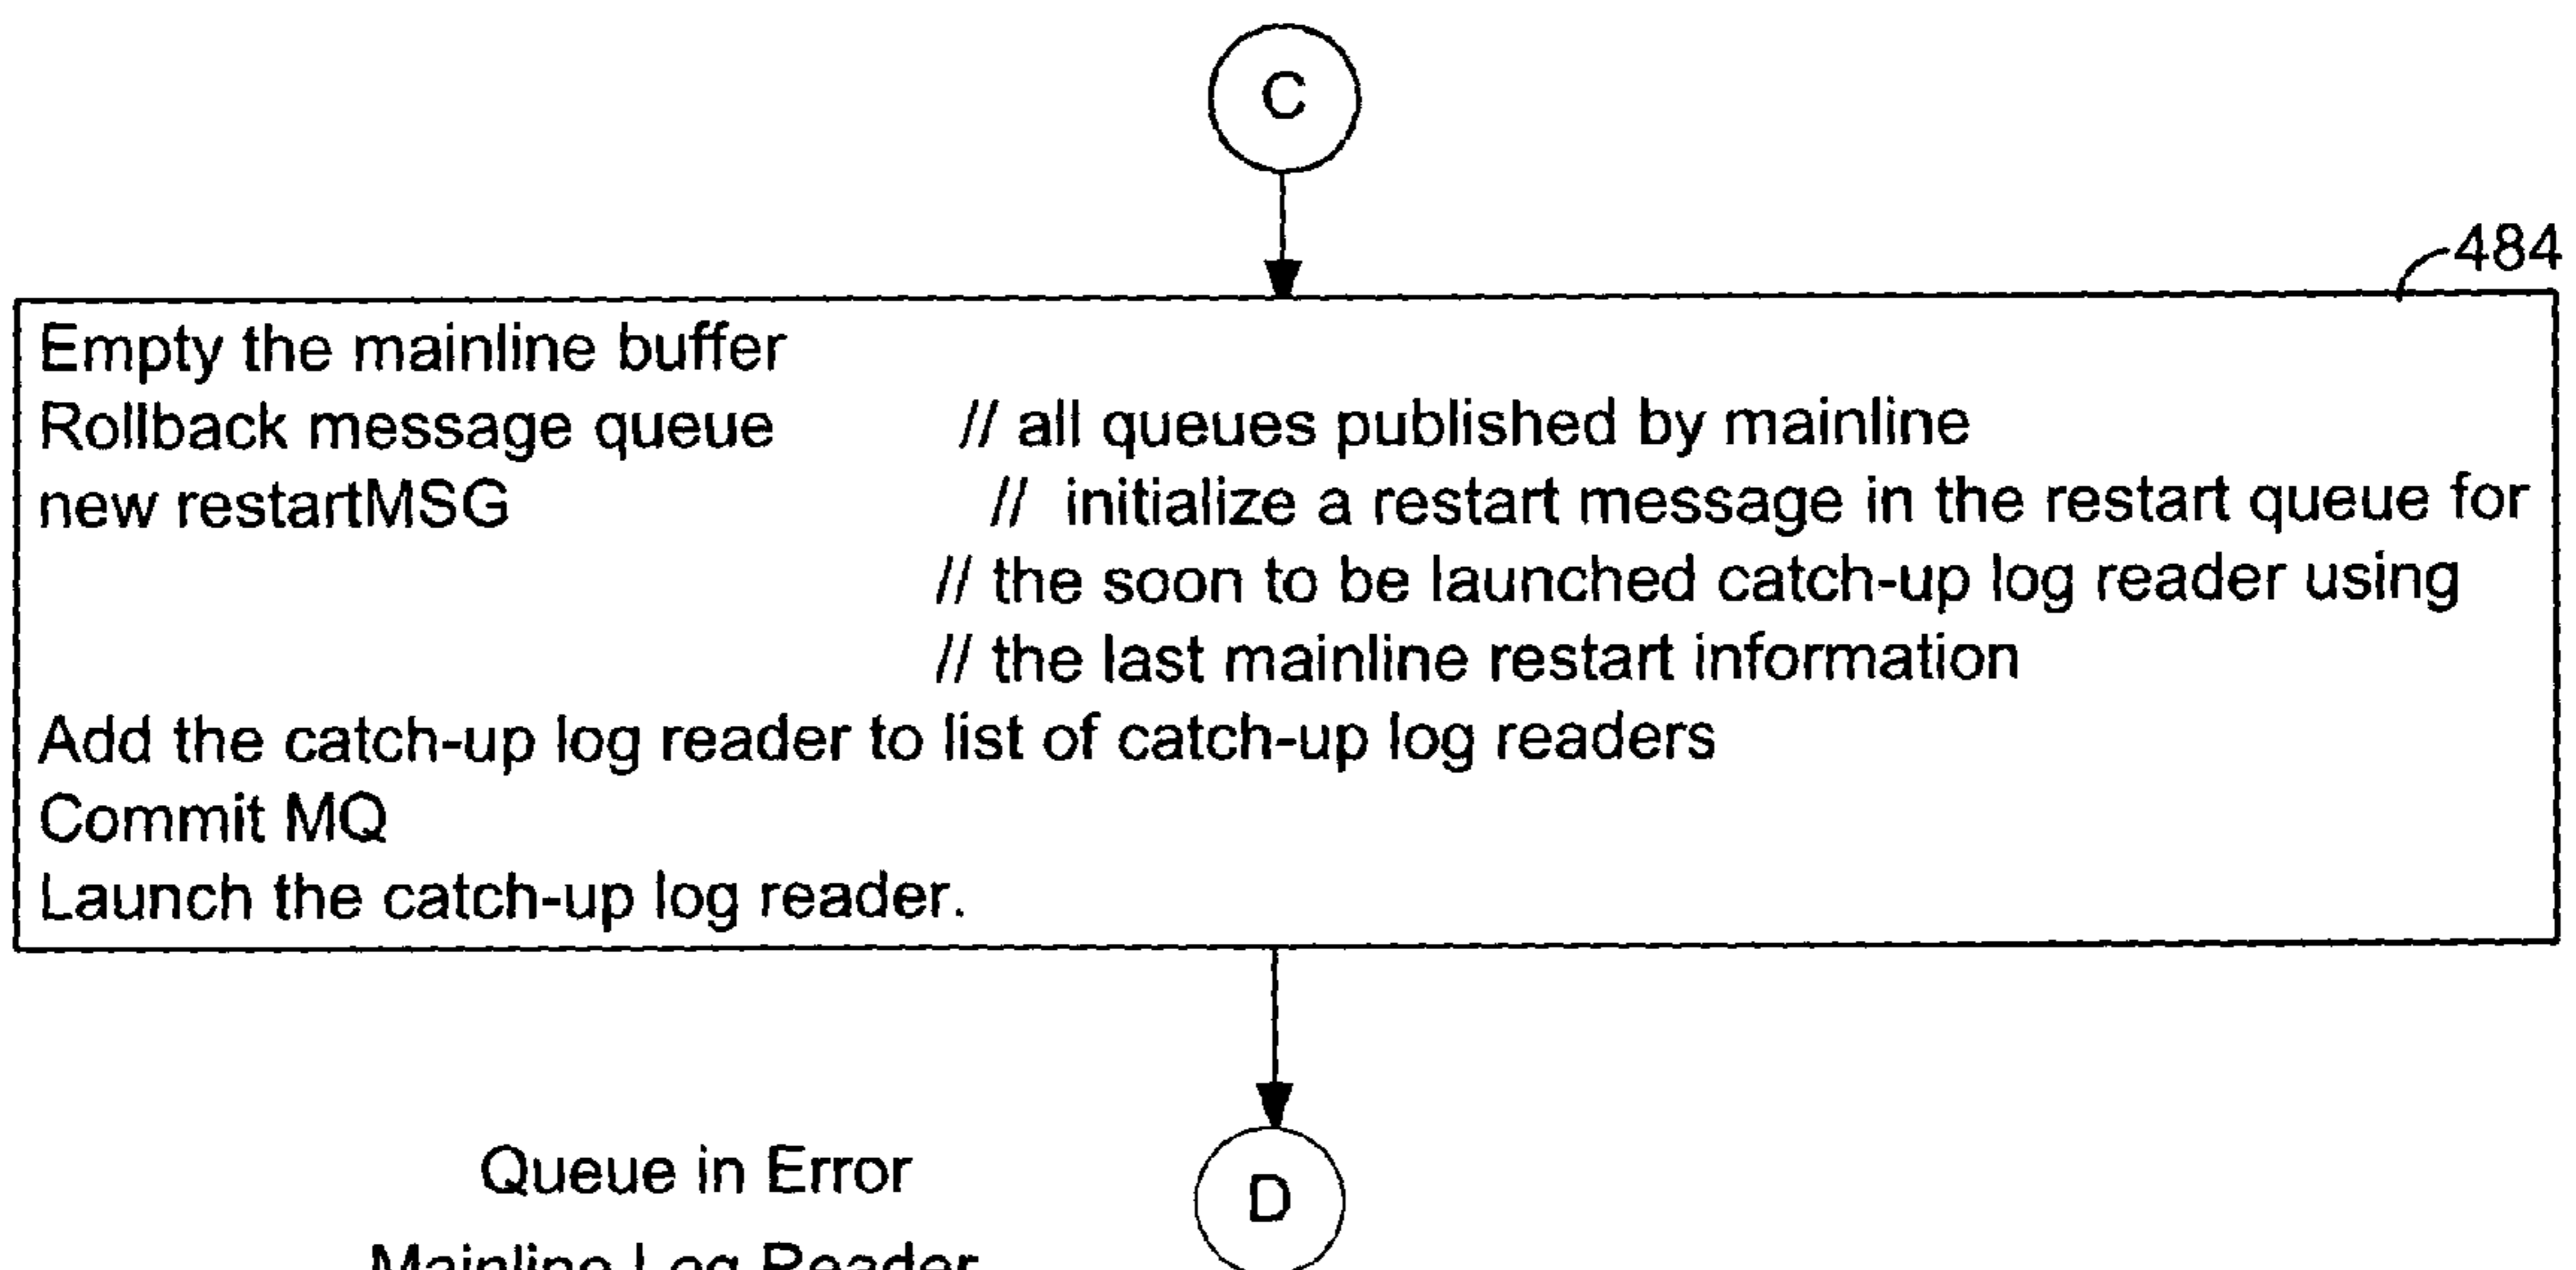 C
484
Empty the mainline buffer
Rollback message queue // all queues published by mainline
new restartMSG // initialize a restart message in the restart queue for
// the soon to be launched catch-up log reader using
// the last mainline restart information
Add the catch-up log reader to list of catch-up log readers
Commit MQ
Launch the catch-up log reader.
Queue in Error
D
Mainline Log Reader